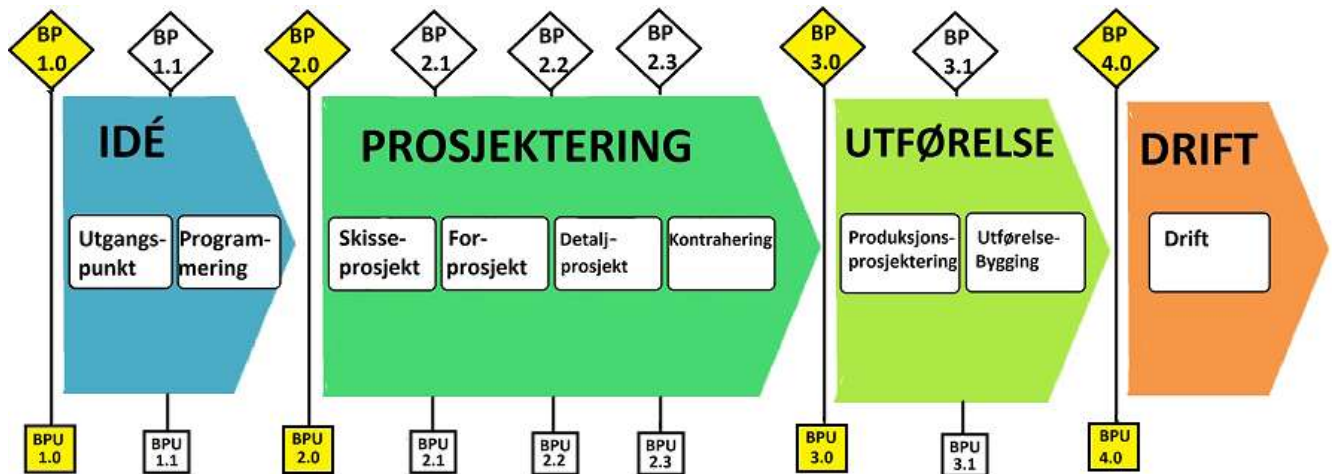 BP
1.0
BP
1.1
BP
2.0
BP
2.1
BP
2.2
BP
2.3
BP
3.0
BP
3.1
BP
4.0
IDÉ
PROSJEKTERING
UTFØRELSE
DRIFT
Utgangs-
punkt
Program-
mering
Skisse-
prosjekt
For-
prosjekt
Detalj-
prosjekt
Kontrahering
Produksjons-
prosjektering
Utførelse-
Bygging
Drift
BPU
1.0
BPU
1.1
BPU
2.0
BPU
2.1
BPU
2.2
BPU
2.3
BPU
3.0
BPU
3.1
BPU
4.0